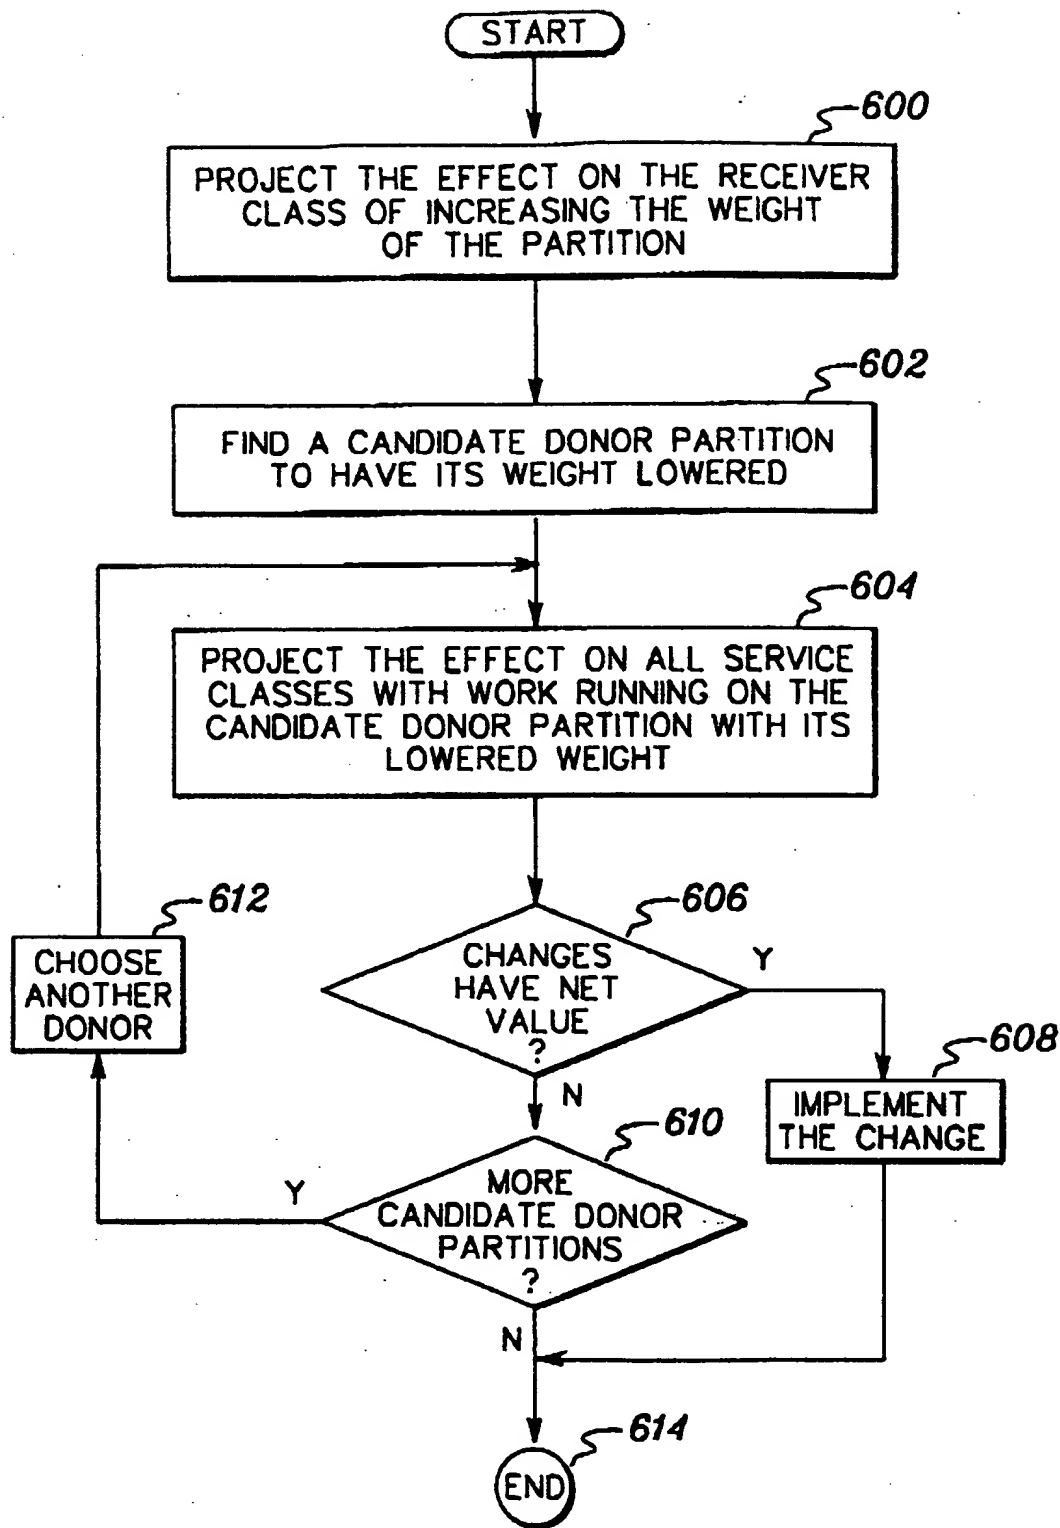 START
600
PROJECT THE EFFECT ON THE RECEIVER
CLASS OF INCREASING THE WEIGHT
OF THE PARTITION
602
FIND A CANDIDATE DONOR PARTITION
TO HAVE ITS WEIGHT LOWERED
604
PROJECT THE EFFECT ON ALL SERVICE
CLASSES WITH WORK RUNNING ON THE
CANDIDATE DONOR PARTITION WITH ITS
LOWERED WEIGHT
612
CHOOSE
ANOTHER
DONOR
606
CHANGES
HAVE NET
VALUE
?
Y
N
608
IMPLEMENT
THE CHANGE
610
MORE
CANDIDATE DONOR
PARTITIONS
?
Y
N
614
END